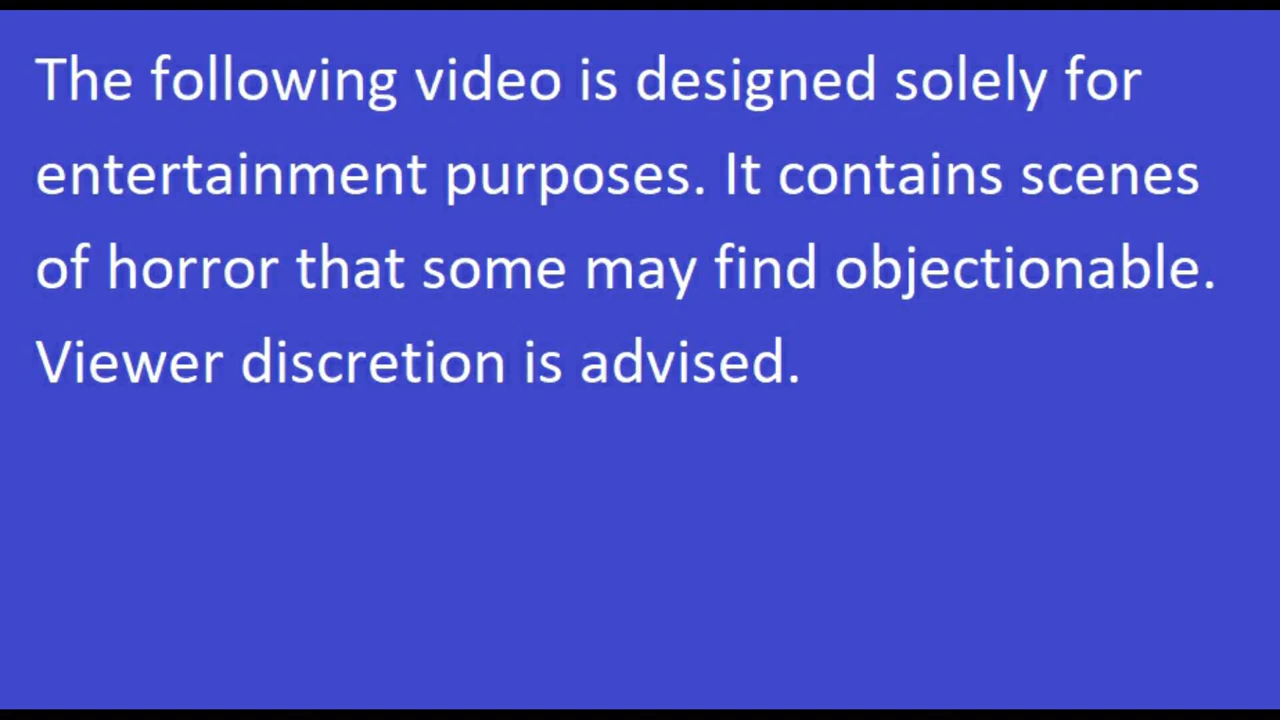 The following video is designed solely for
entertainment purposes. It contains scenes
of horror that some may find objectionable.
Viewer discretion is advised.